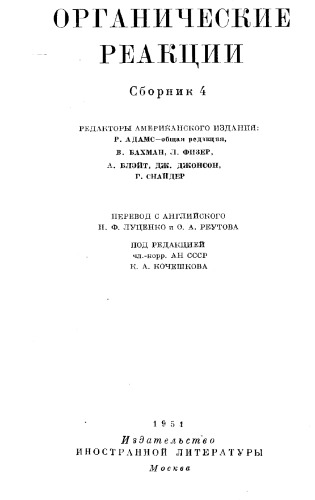 ОРГАНИЧЕСКИЕ
РЕАКЦИИ
Сборник 4
РЕДАКТОРЫ АМЕРИКАНСКОГО ИЗДАНИЯ:
Р. АДАМС—общая редакция,
В. БАХМАН, Л. ФИЗЕР,
А. БЛЭЙТ, ДЖ. ДЖОНСОН,
Г. СНАЙДЕР
ПЕРЕВОД С АНГЛИЙСКОГО
И. Ф. ЛУЦЕНКО и О. А. РЕУТОВА
ПОД РЕДАКЦИЕЙ
чл.-корр. АН СССР
К. А. КОЧЕШКОВА
1951
Издательство
ИНОСТРАННОЙ ЛИТЕРАТУРЫ
Москва